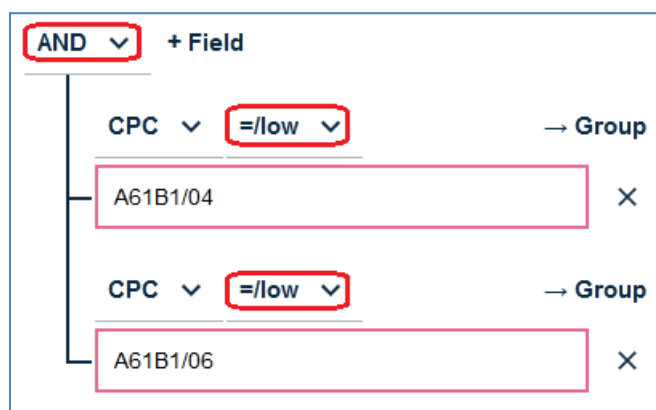 AND + Field
CPC =/low → Group
A61B1/04 ×
CPC =/low → Group
A61B1/06 ×